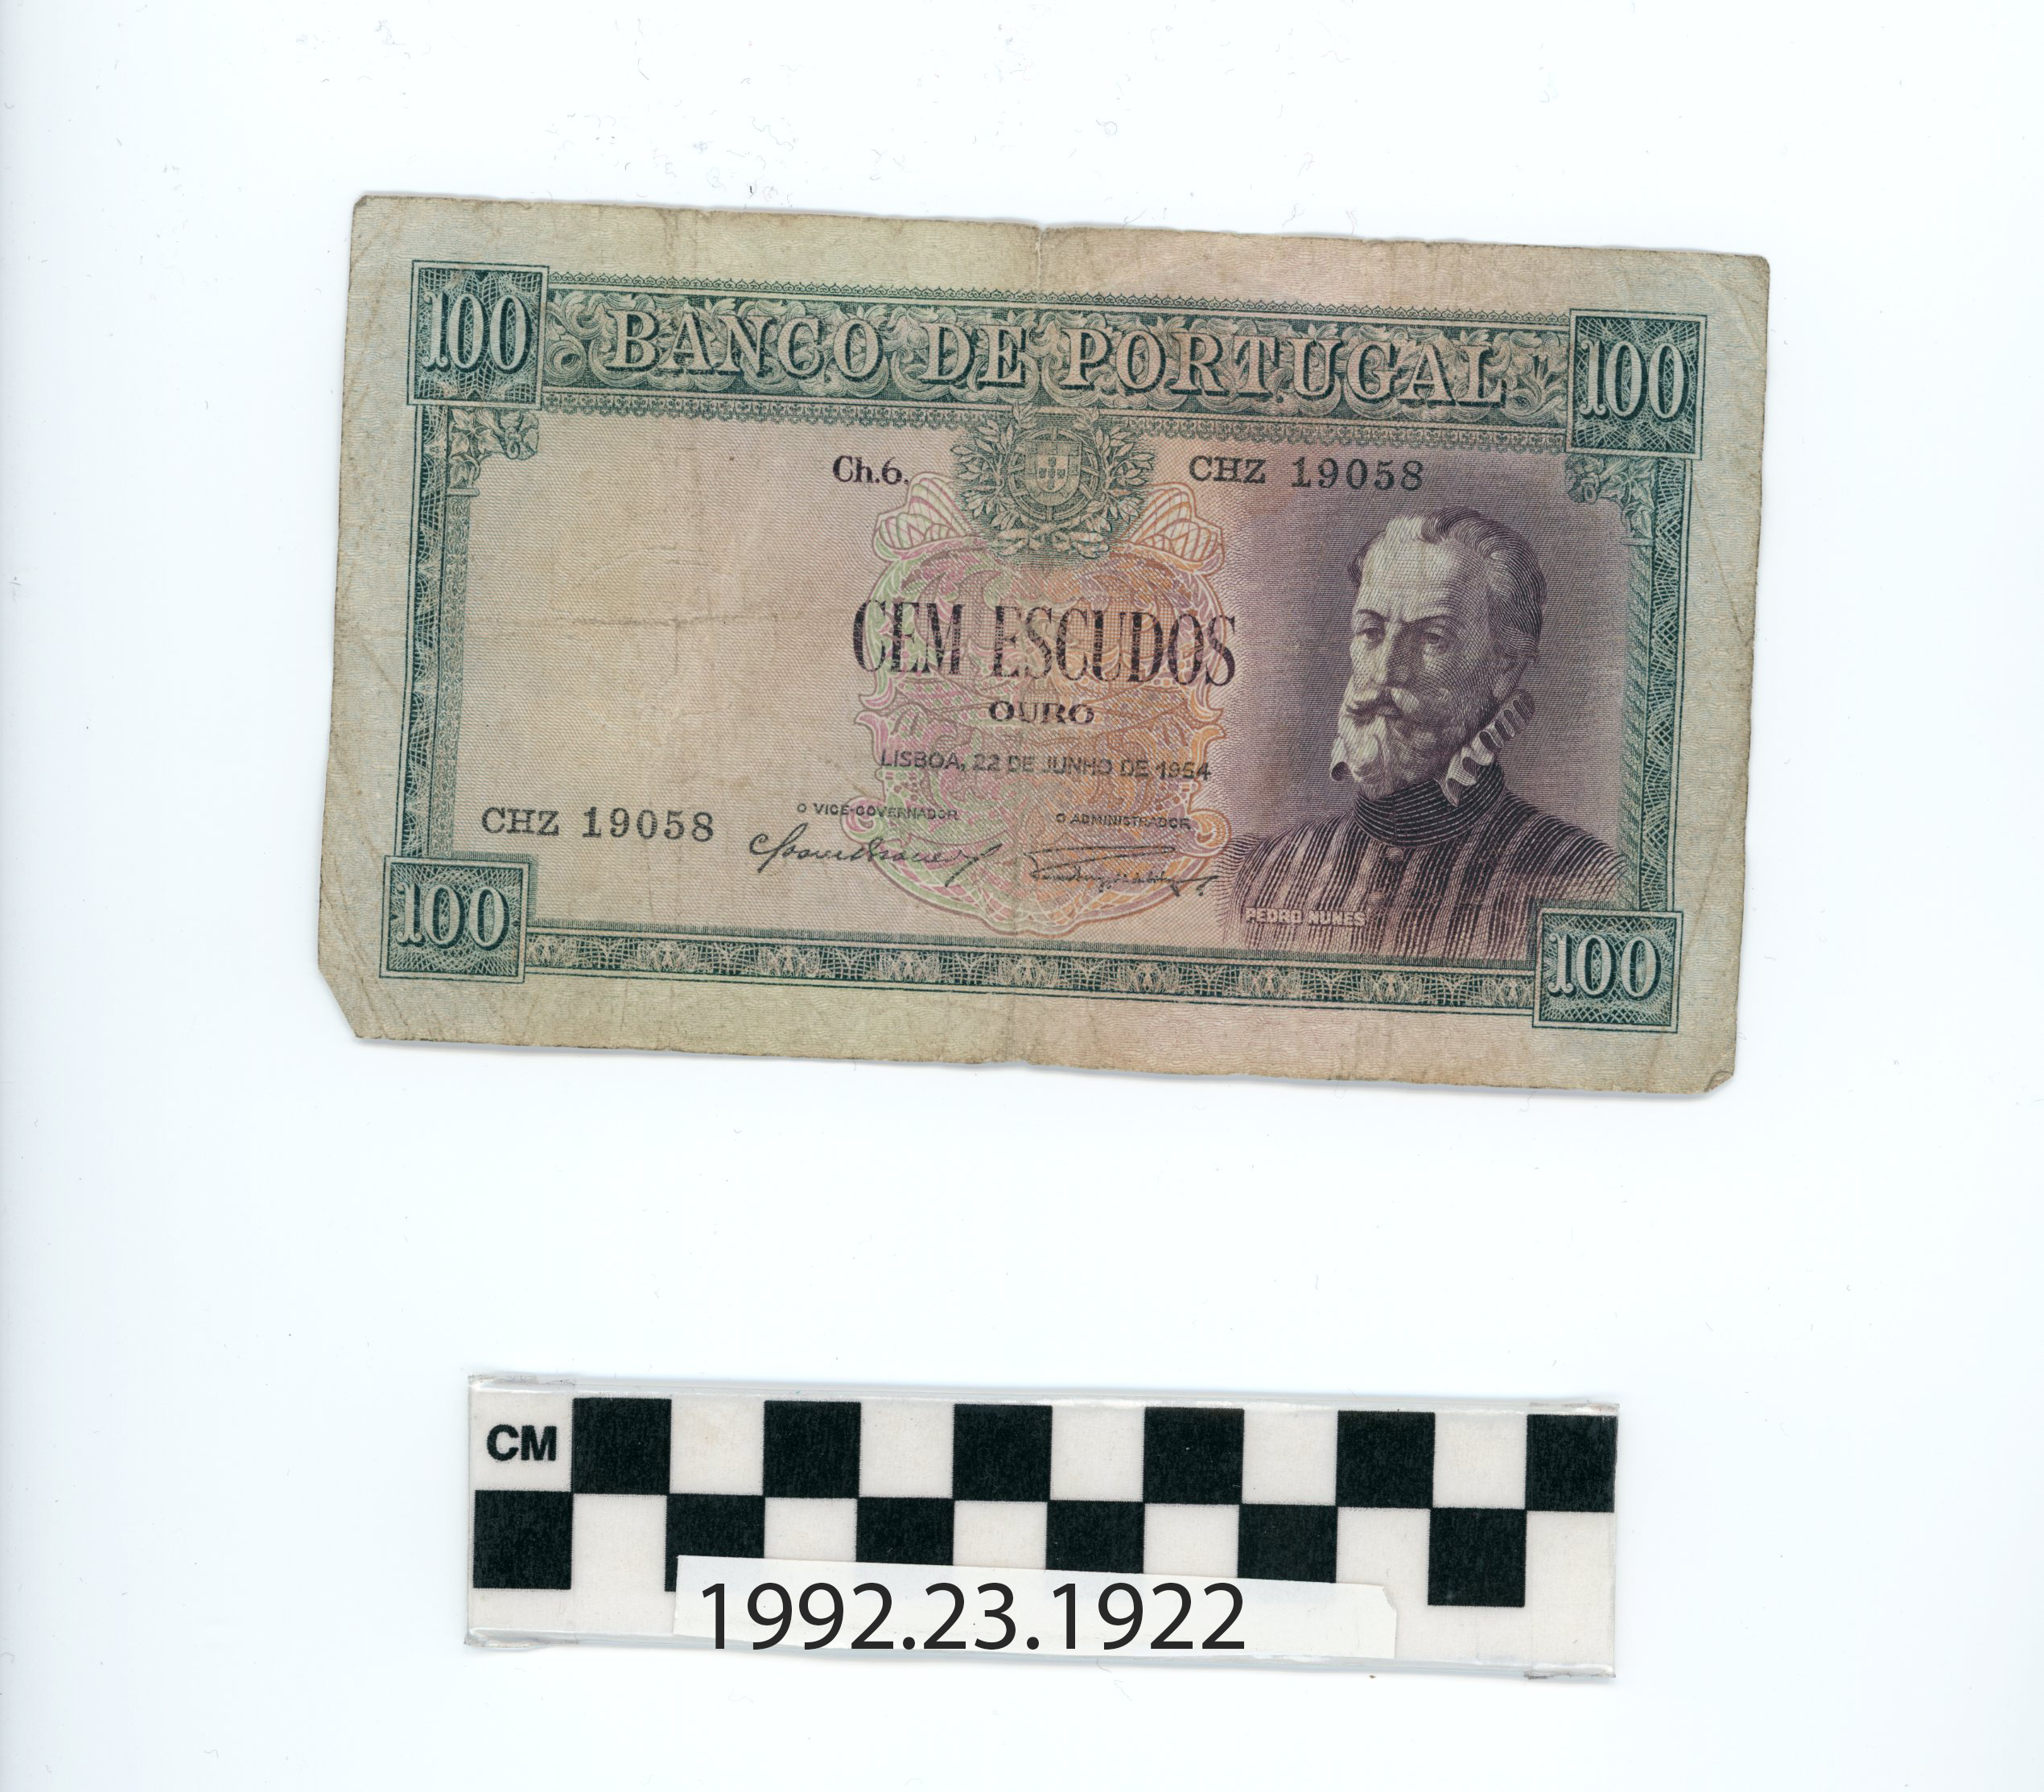 100 BANCO DE PORTUGAL 100
Ch.6. CHZ 19058
CEM ESCUDOS
OURO
LISBOA, 22 DE JUNHO DE 1954
O VICE-GOVERNADOR O ADMINISTRADOR
CHZ 19058
PEDRO NUNES
100 100
CM
1992.23.1922